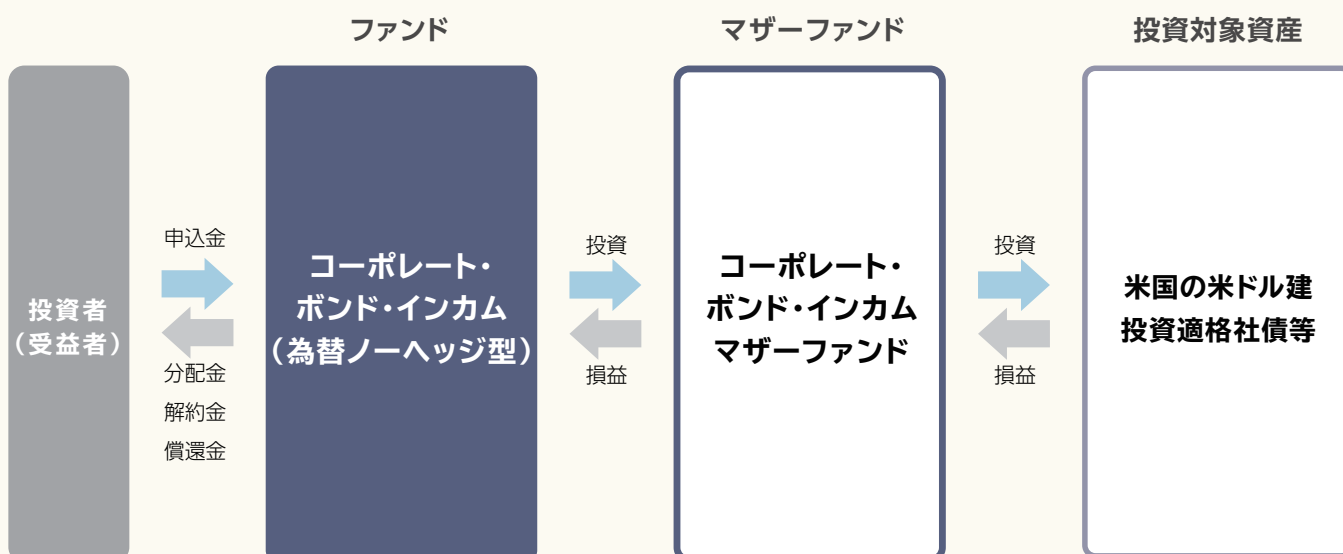 ファンド
マザーファンド
投資対象資産
投資者
（受益者）
申込金
分配金
解約金
償還金
コーポレート・
ボンド・インカム
（為替ノーヘッジ型）
投資
損益
コーポレート・
ボンド・インカム
マザーファンド
投資
損益
米国の米ドル建
投資適格社債等